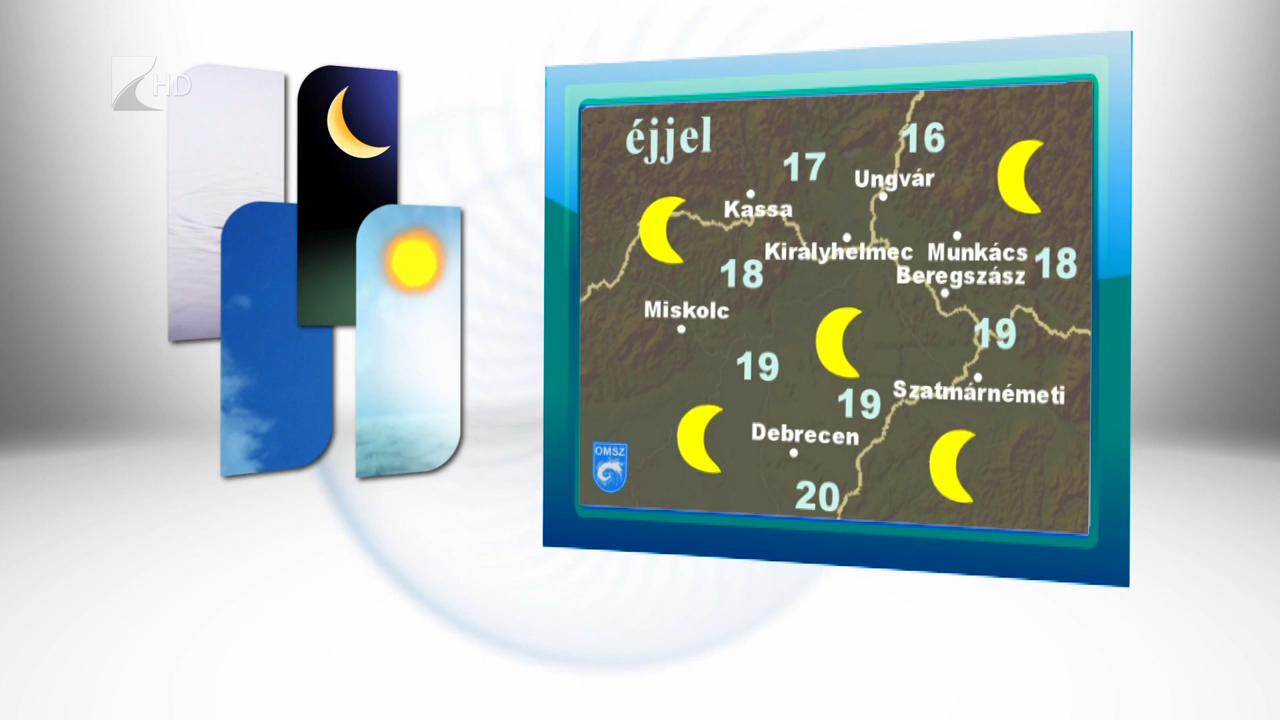 HD
éjjel
16
17
Ungvár
Kassa
Királyhelmec
Munkács
18
Beregszász
18
Miskolc
19
19
19
Szatmárnémeti
Debrecen
OMSZ
20